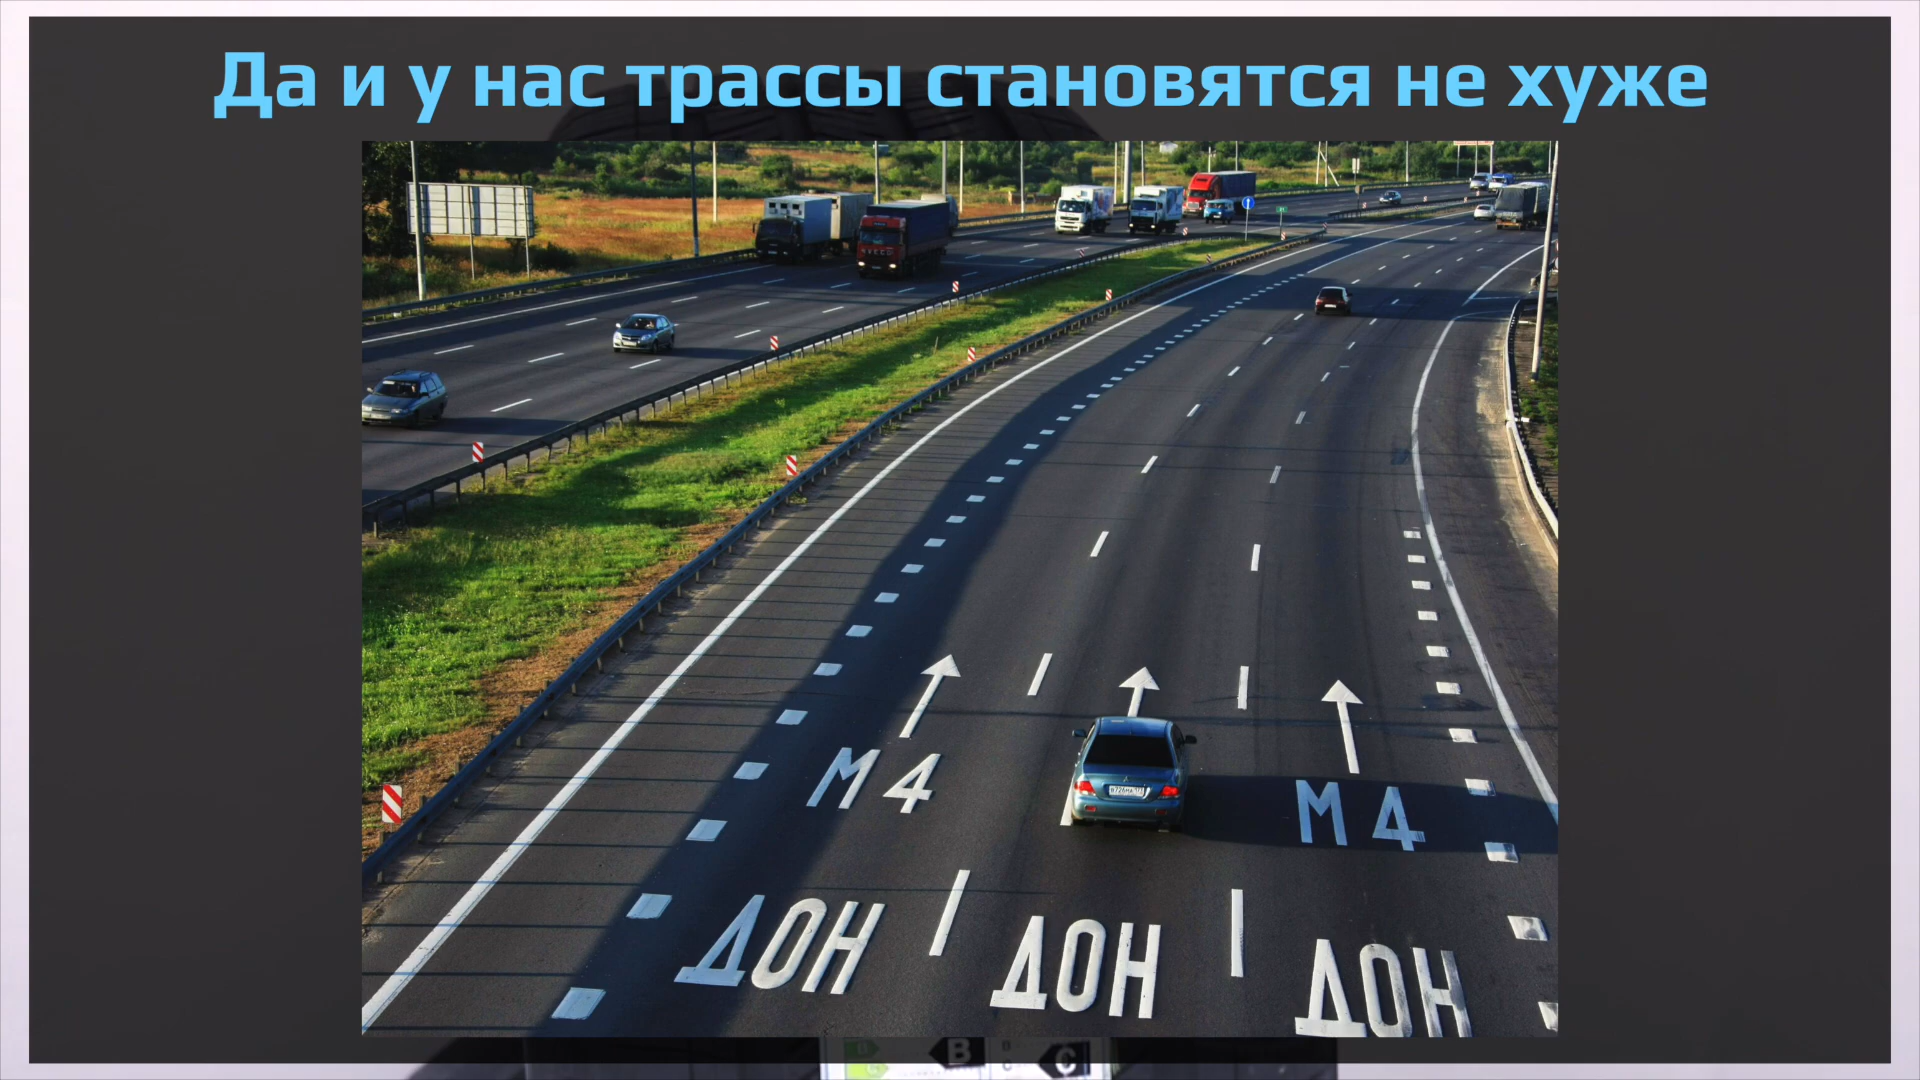 Да и у нас трассы становятся не хуже
М4 М4
ДОН ДОН ДОН
B B
C C